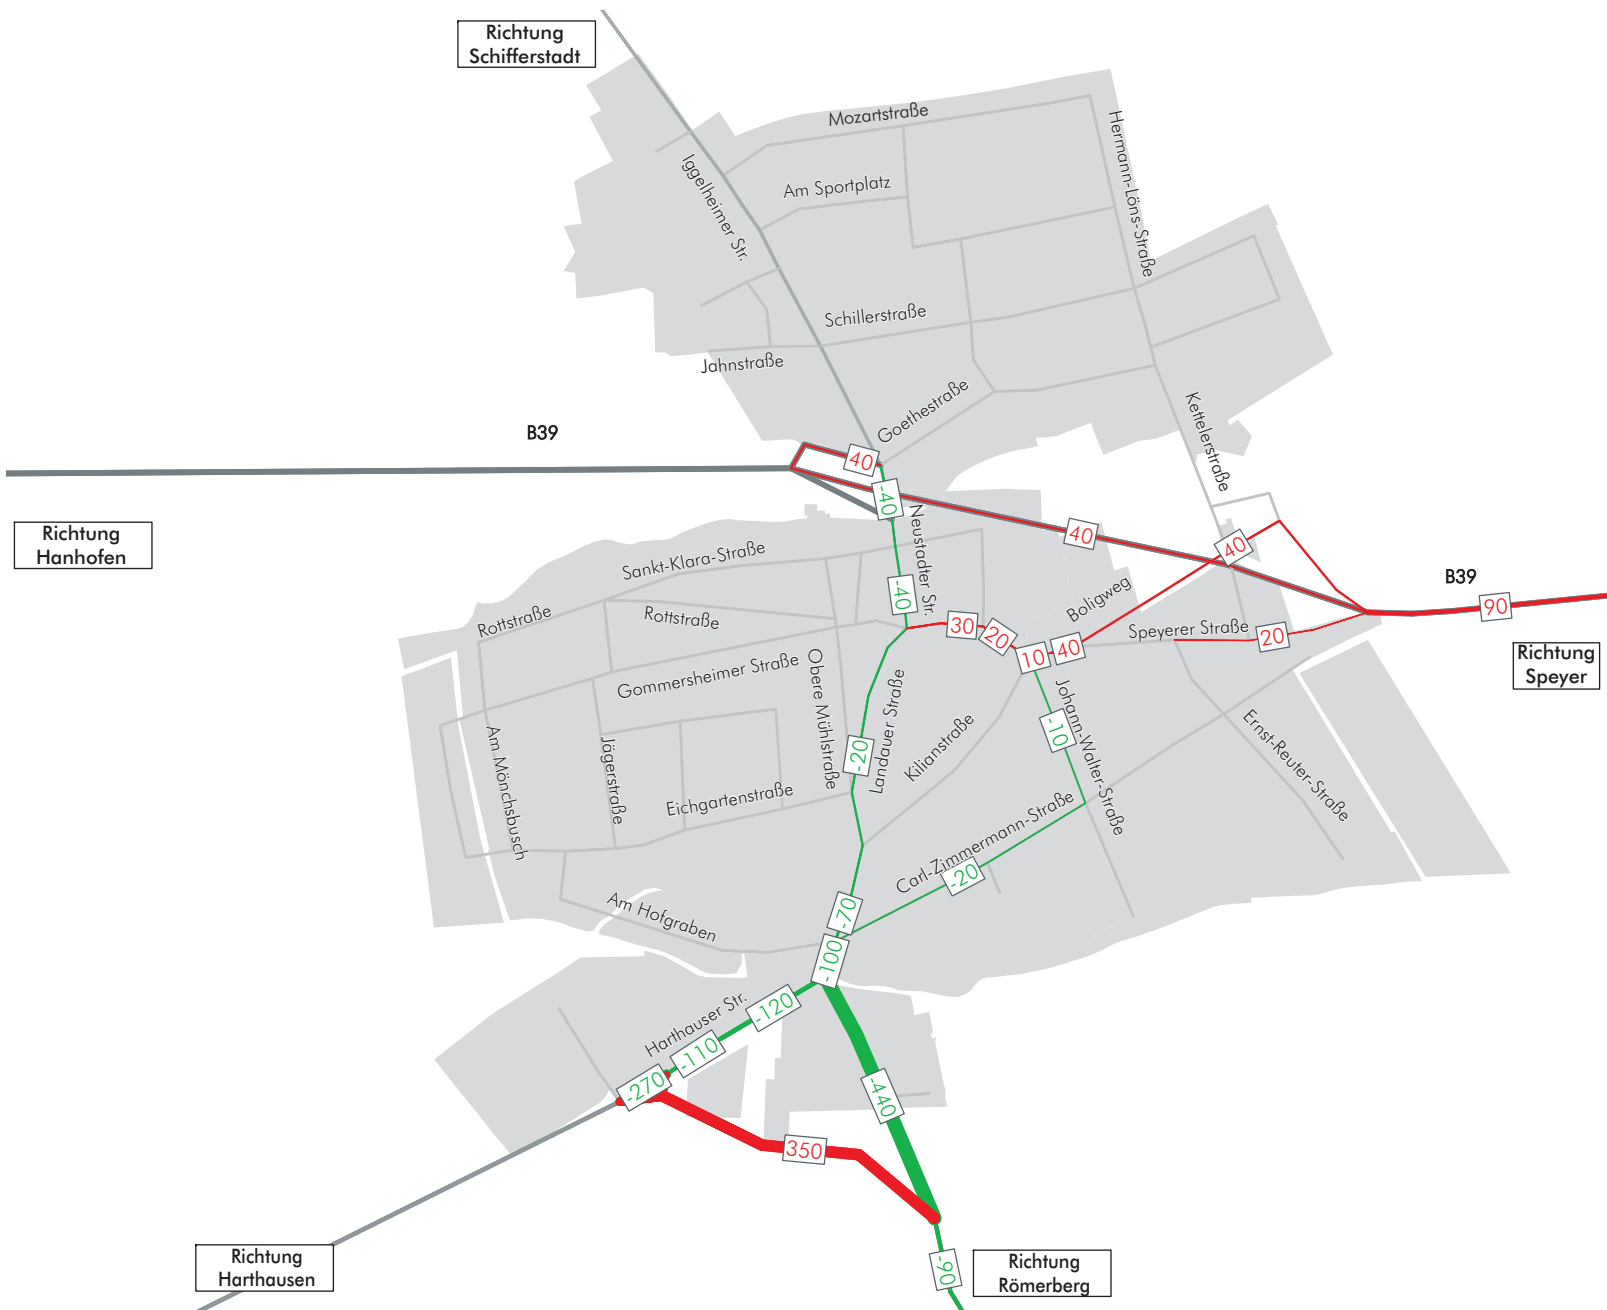 Richtung
Schifferstadt
Mozartstraße
Hermann-Löns-Straße
Iggelheimer Str.
Am Sportplatz
Schillerstraße
Jahnstraße
Goethestraße
Kettelerstraße
B39
40
-40
Richtung
Hanhofen
Neustadter Str.
40
40
Sankt-Klara-Straße
B39
-40
Boligweg
90
Rottstraße
Rottstraße
30
20
Speyerer Straße
20
10
40
Richtung
Speyer
Gommersheimer Straße
Obere Mühlstraße
Landauer Straße
Johann-Walter-Straße
-10
Kilianstraße
Ernst-Reuter-Straße
Am Mönchsbusch
Jägerstraße
-20
Eichgartenstraße
Carl-Zimmermann-Straße
-20
Am Hofgraben
-70
-100
Harthauser Str.
-120
-110
-270
-440
350
Richtung
Harthausen
-90
Richtung
Römerberg